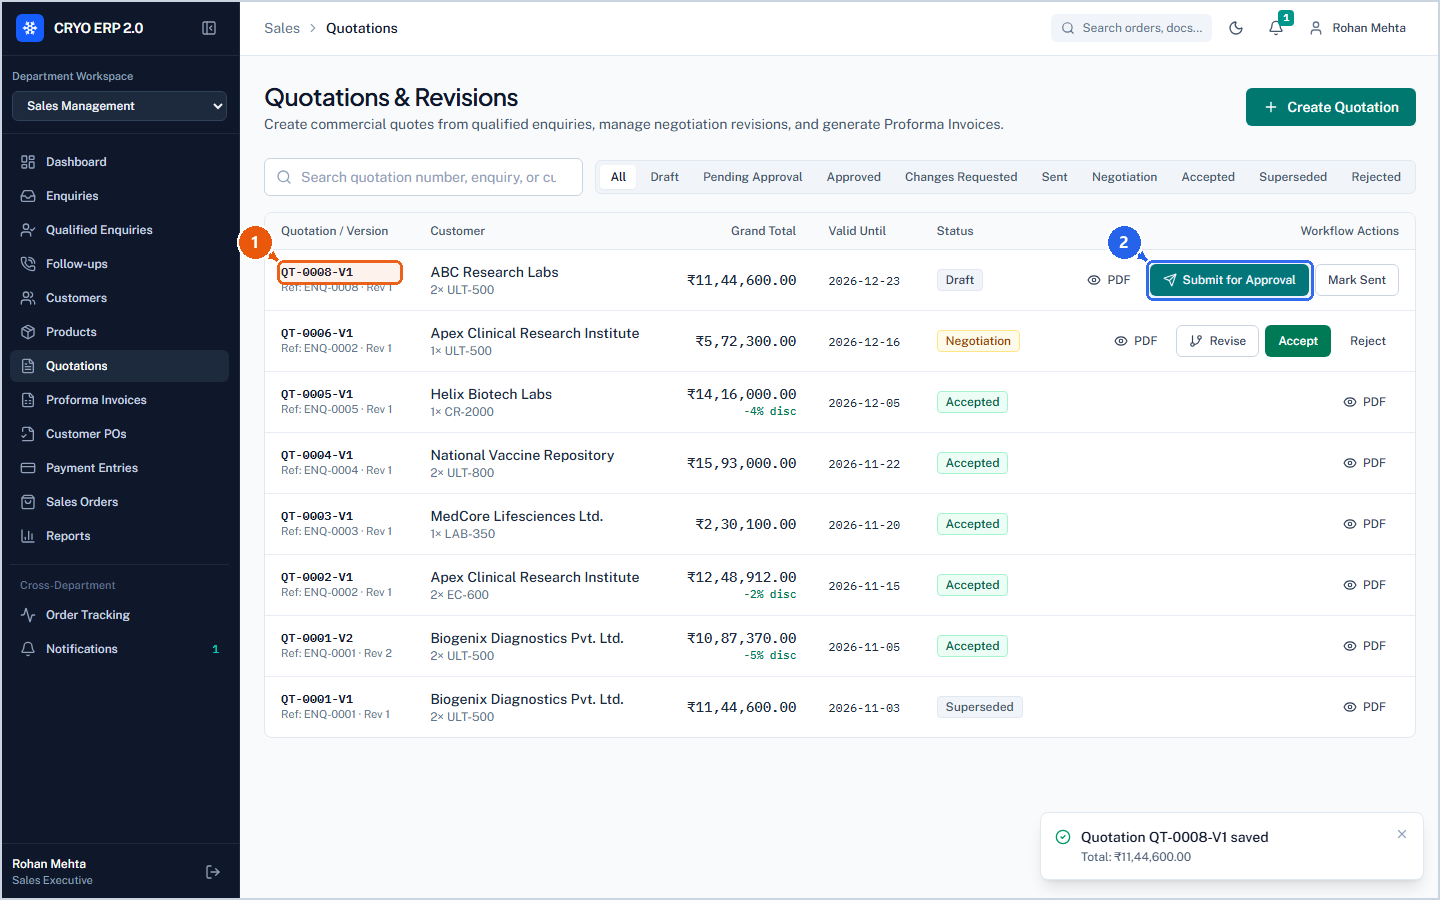 CRYO ERP 2.0
Sales > Quotations
Search orders, docs...
1
Rohan Mehta
Department Workspace
Sales Management
Dashboard
Enquiries
Qualified Enquiries
Follow-ups
Customers
Products
Quotations
Proforma Invoices
Customer POs
Payment Entries
Sales Orders
Reports
Cross-Department
Order Tracking
Notifications 1
Rohan Mehta
Sales Executive
Quotations & Revisions
Create commercial quotes from qualified enquiries, manage negotiation revisions, and generate Proforma Invoices.
+ Create Quotation
Search quotation number, enquiry, or cu
All Draft Pending Approval Approved Changes Requested Sent Negotiation Accepted Superseded Rejected
Quotation / Version Customer Grand Total Valid Until Status Workflow Actions
1
2
QT-0008-V1 ABC Research Labs ₹11,44,600.00 2026-12-23 Draft PDF Submit for Approval Mark Sent
Ref: ENQ-0008 · Rev 1 2× ULT-500
QT-0006-V1 Apex Clinical Research Institute ₹5,72,300.00 2026-12-16 Negotiation PDF Revise Accept Reject
Ref: ENQ-0002 · Rev 1 1× ULT-500
QT-0005-V1 Helix Biotech Labs ₹14,16,000.00 2026-12-05 Accepted PDF
Ref: ENQ-0005 · Rev 1 1× CR-2000 -4% disc
QT-0004-V1 National Vaccine Repository ₹15,93,000.00 2026-11-22 Accepted PDF
Ref: ENQ-0004 · Rev 1 2× ULT-800
QT-0003-V1 MedCore Lifesciences Ltd. ₹2,30,100.00 2026-11-20 Accepted PDF
Ref: ENQ-0003 · Rev 1 1× LAB-350
QT-0002-V1 Apex Clinical Research Institute ₹12,48,912.00 2026-11-15 Accepted PDF
Ref: ENQ-0002 · Rev 1 2× EC-600 -2% disc
QT-0001-V2 Biogenix Diagnostics Pvt. Ltd. ₹10,87,370.00 2026-11-05 Accepted PDF
Ref: ENQ-0001 · Rev 2 2× ULT-500 -5% disc
QT-0001-V1 Biogenix Diagnostics Pvt. Ltd. ₹11,44,600.00 2026-11-03 Superseded PDF
Ref: ENQ-0001 · Rev 1 2× ULT-500
Quotation QT-0008-V1 saved
Total: ₹11,44,600.00